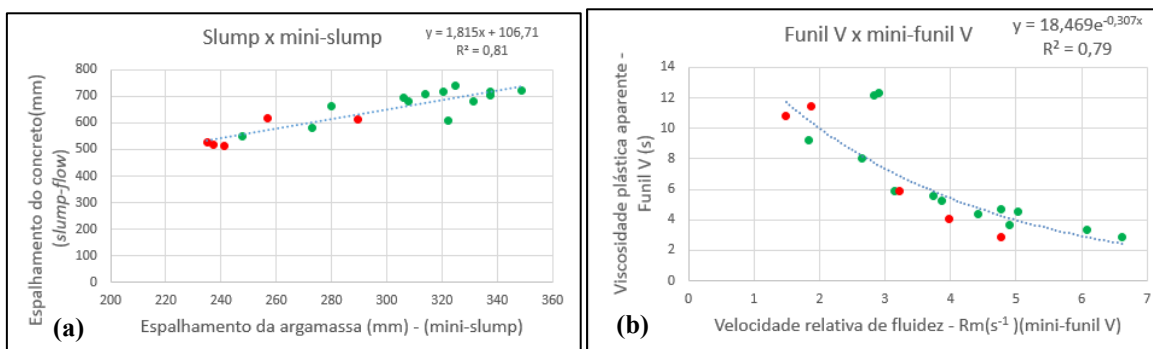 Slump x mini-slump
y = 1,815x + 106,71
R² = 0,81
Espalhamento do concreto(mm)
(slump-flow)
800
700
600
500
400
300
200
100
0
200
220
240
260
280
300
320
340
360
Espalhamento da argamassa (mm) - (mini-slump)
(a)
Funil V x mini-funil V
y = 18,469e^-0,307x
R² = 0,79
Viscosidade plástica aparente -
Funil V (s)
14
12
10
8
6
4
2
0
0
1
2
3
4
5
6
7
Velocidade relativa de fluidez - Rm(s⁻¹)(mini-funil V)
(b)